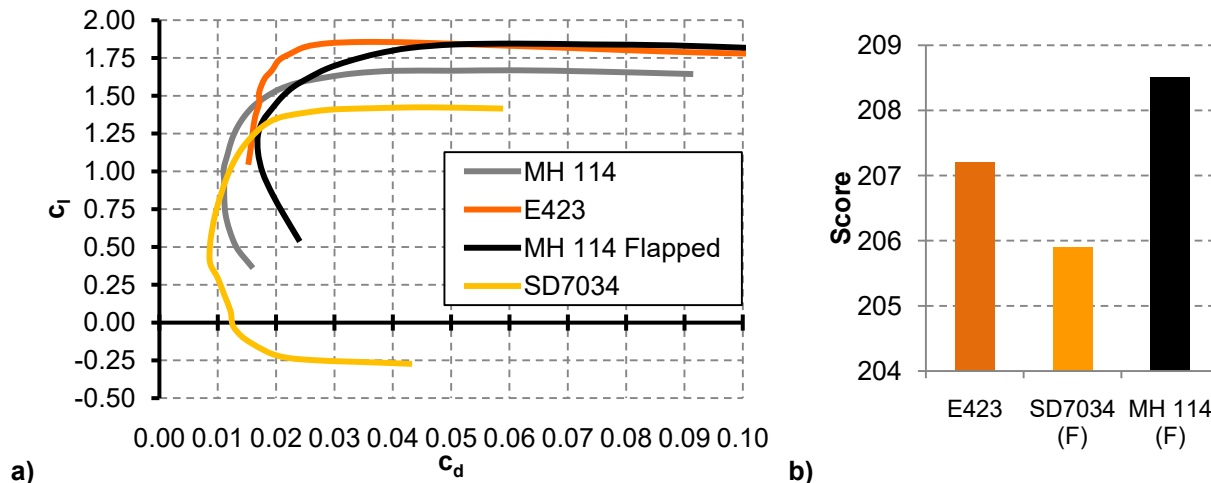 2.00
1.75
1.50
1.25
1.00
0.75
0.50
0.25
0.00
-0.25
-0.50
cl
0.00 0.01 0.02 0.03 0.04 0.05 0.06 0.07 0.08 0.09 0.10
cd
MH 114
E423
MH 114 Flapped
SD7034
a)
209
208
207
206
205
204
Score
E423 SD7034 MH 114
(F) (F)
b)